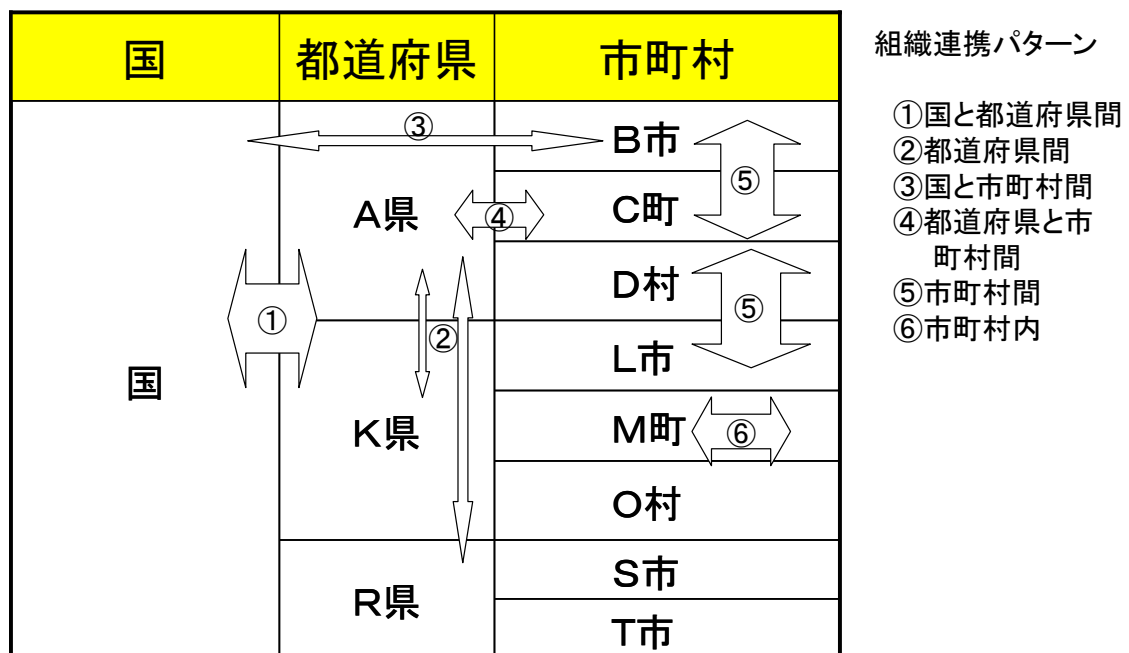 国
都道府県
市町村
組織連携パターン
①国と都道府県間
②都道府県間
③国と市町村間
④都道府県と市
町村間
⑤市町村間
⑥市町村内
③
B市
⑤
A県
④
C町
D村
①
②
⑤
L市
国
K県
M町
⑥
O村
R県
S市
T市